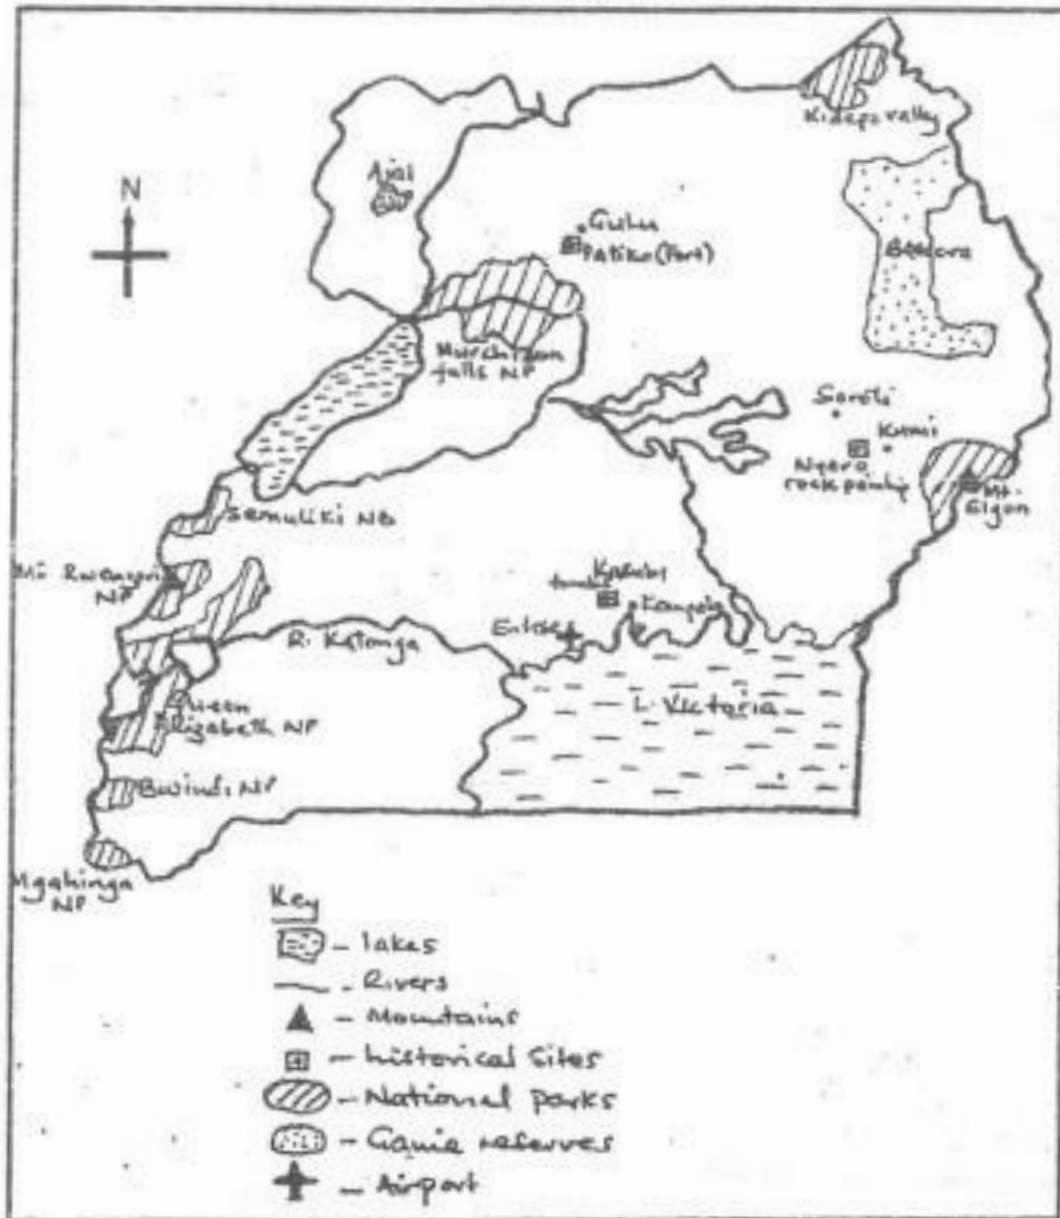 Kidepo valley
N
Ajai
Gulu
Patiko (Fort)
Murchison
falls NP
Soroti
Kumi
Nyero
rock painting
Mt.
Elgon
Semuliki NP
Mt Rwenzori
NP
Kasubi
tombs
Kampala
R. Katonga
L. Victoria
Queen
Elizabeth NP
Bwindi NP
Mgahinga
NP
Key
- lakes
- Rivers
- Mountains
- historical sites
- National parks
- Game reserves
- Airport